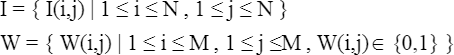 I = { I(i,j) | 1 ≤ i ≤ N , 1 ≤ j ≤ N }
W = { W(i,j) | 1 ≤ i ≤ M , 1 ≤ j ≤M , W(i,j)∈ {0,1} }